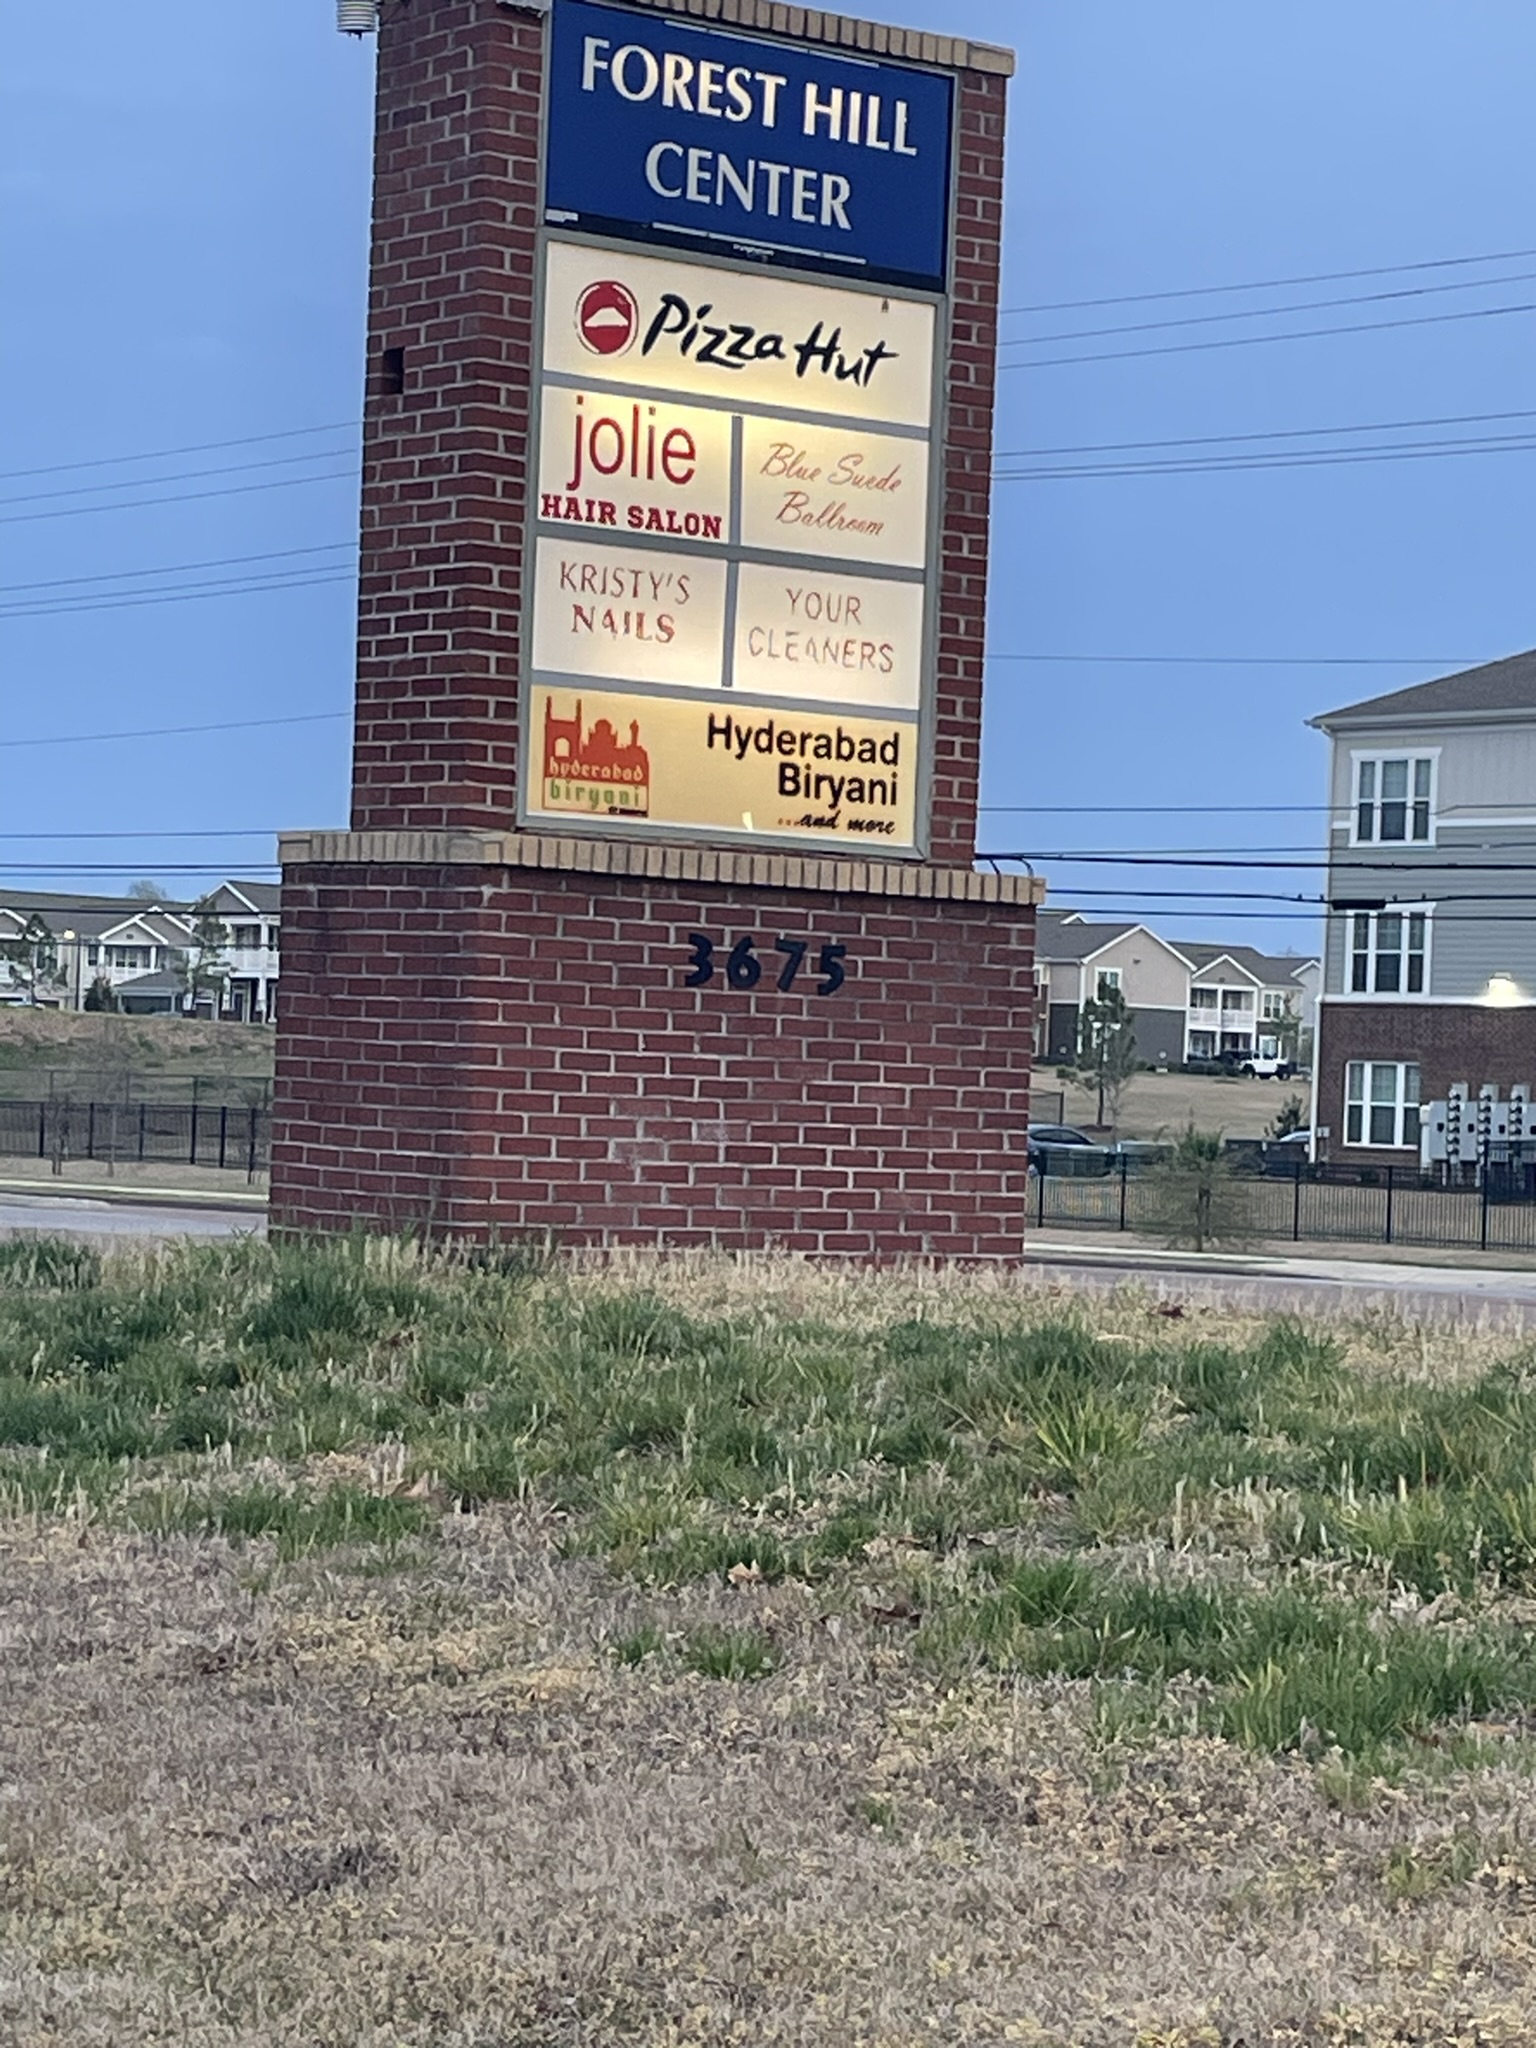 FOREST HILL
CENTER
Pizza Hut
jolie
HAIR SALON
Blue Suede
Ballroom
KRISTY'S
NAILS
YOUR
CLEANERS
hyderabad
biryani
Hyderabad
Biryani
...and more
3675